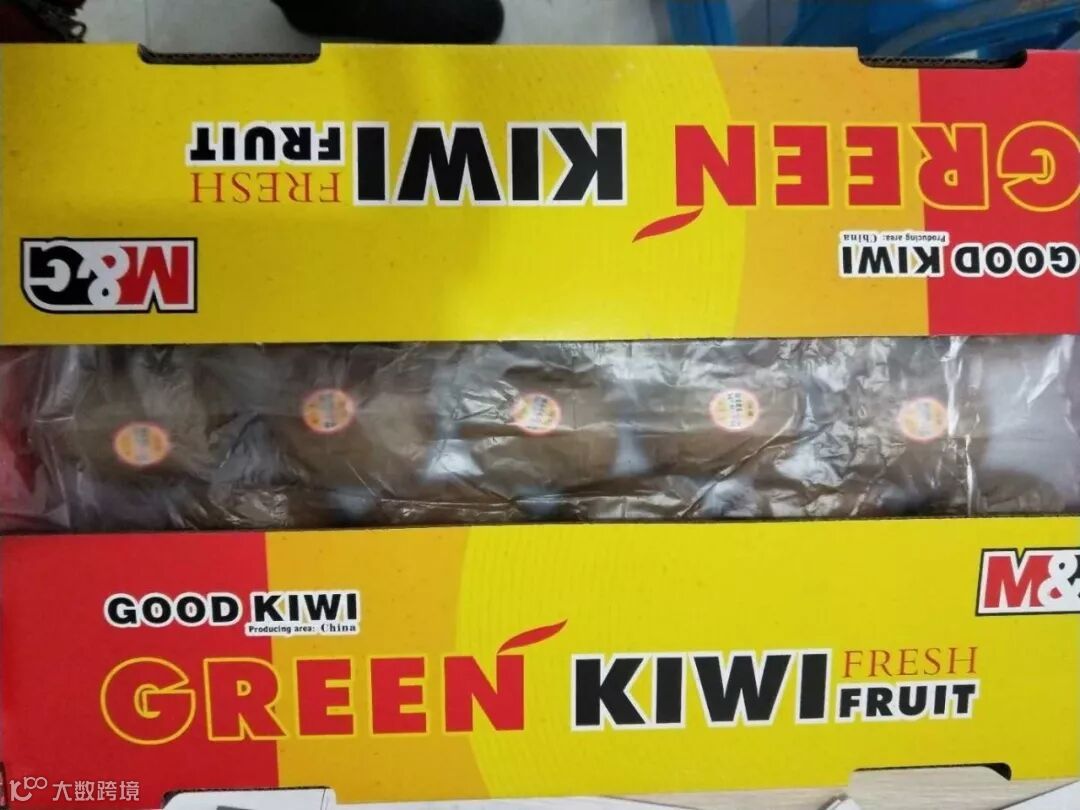 GREEN KIWI FRESH FRUIT
GOOD KIWI
Producing area: China
M&G
GOOD KIWI
Producing area: China
M&
GREEN KIWI FRESH FRUIT
大数跨境